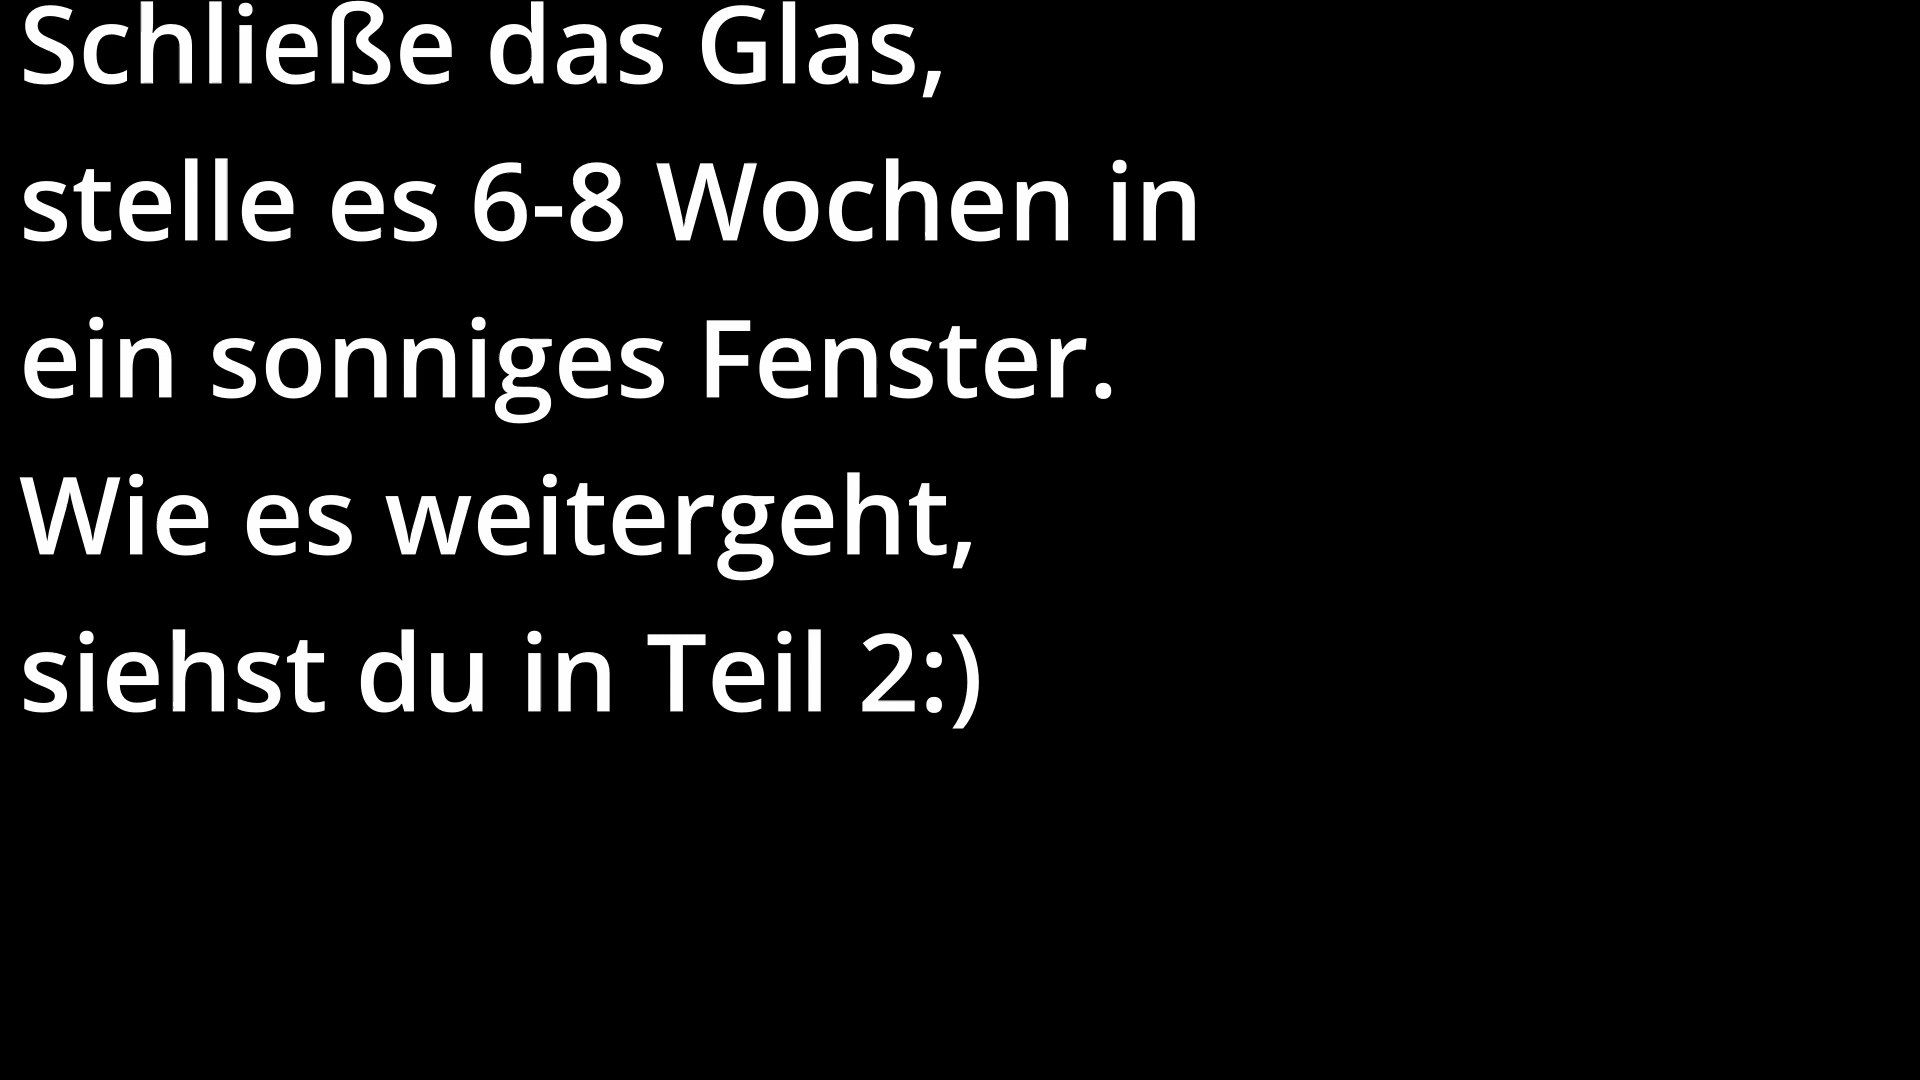 Schließe das Glas,
stelle es 6-8 Wochen in
ein sonniges Fenster.
Wie es weitergeht,
siehst du in Teil 2:)